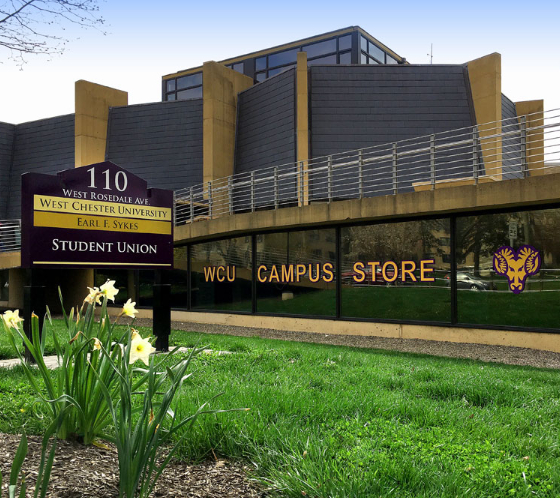 110
West Rosedale Ave.
West Chester University
Earl F. Sykes
Student Union
WCU CAMPUS STORE